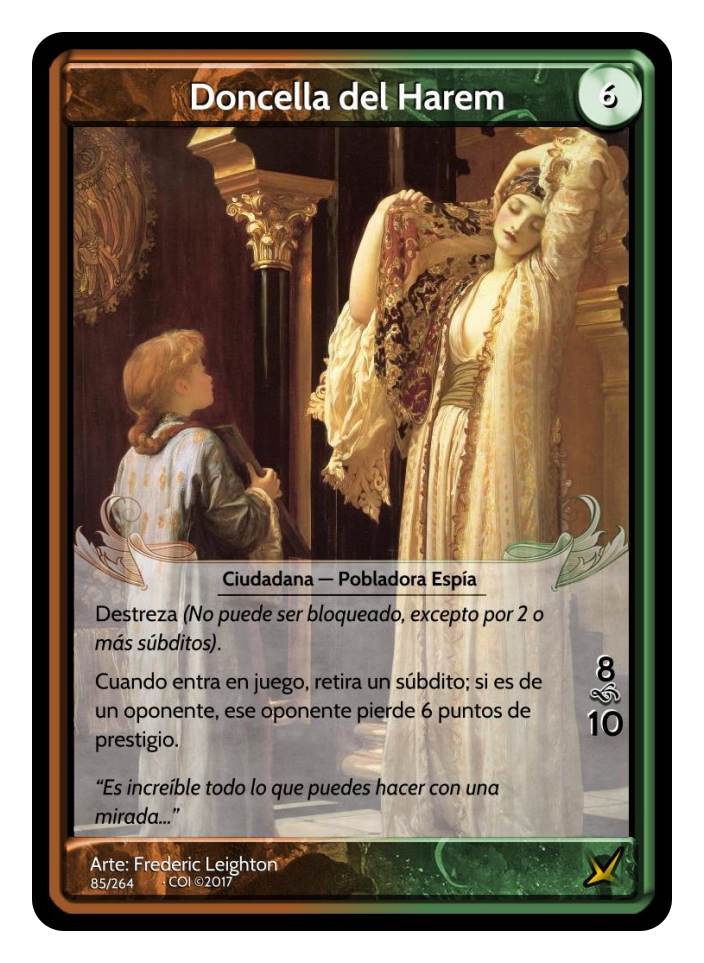 Doncella del Harem
6
Ciudadana — Pobladora Espía
Destreza (No puede ser bloqueado, excepto por 2 o
más súbditos).
Cuando entra en juego, retira un súbdito; si es de
un oponente, ese oponente pierde 6 puntos de
prestigio.
8
10
“Es increíble todo lo que puedes hacer con una
mirada...”
Arte: Frederic Leighton
85/264 · COI ©2017